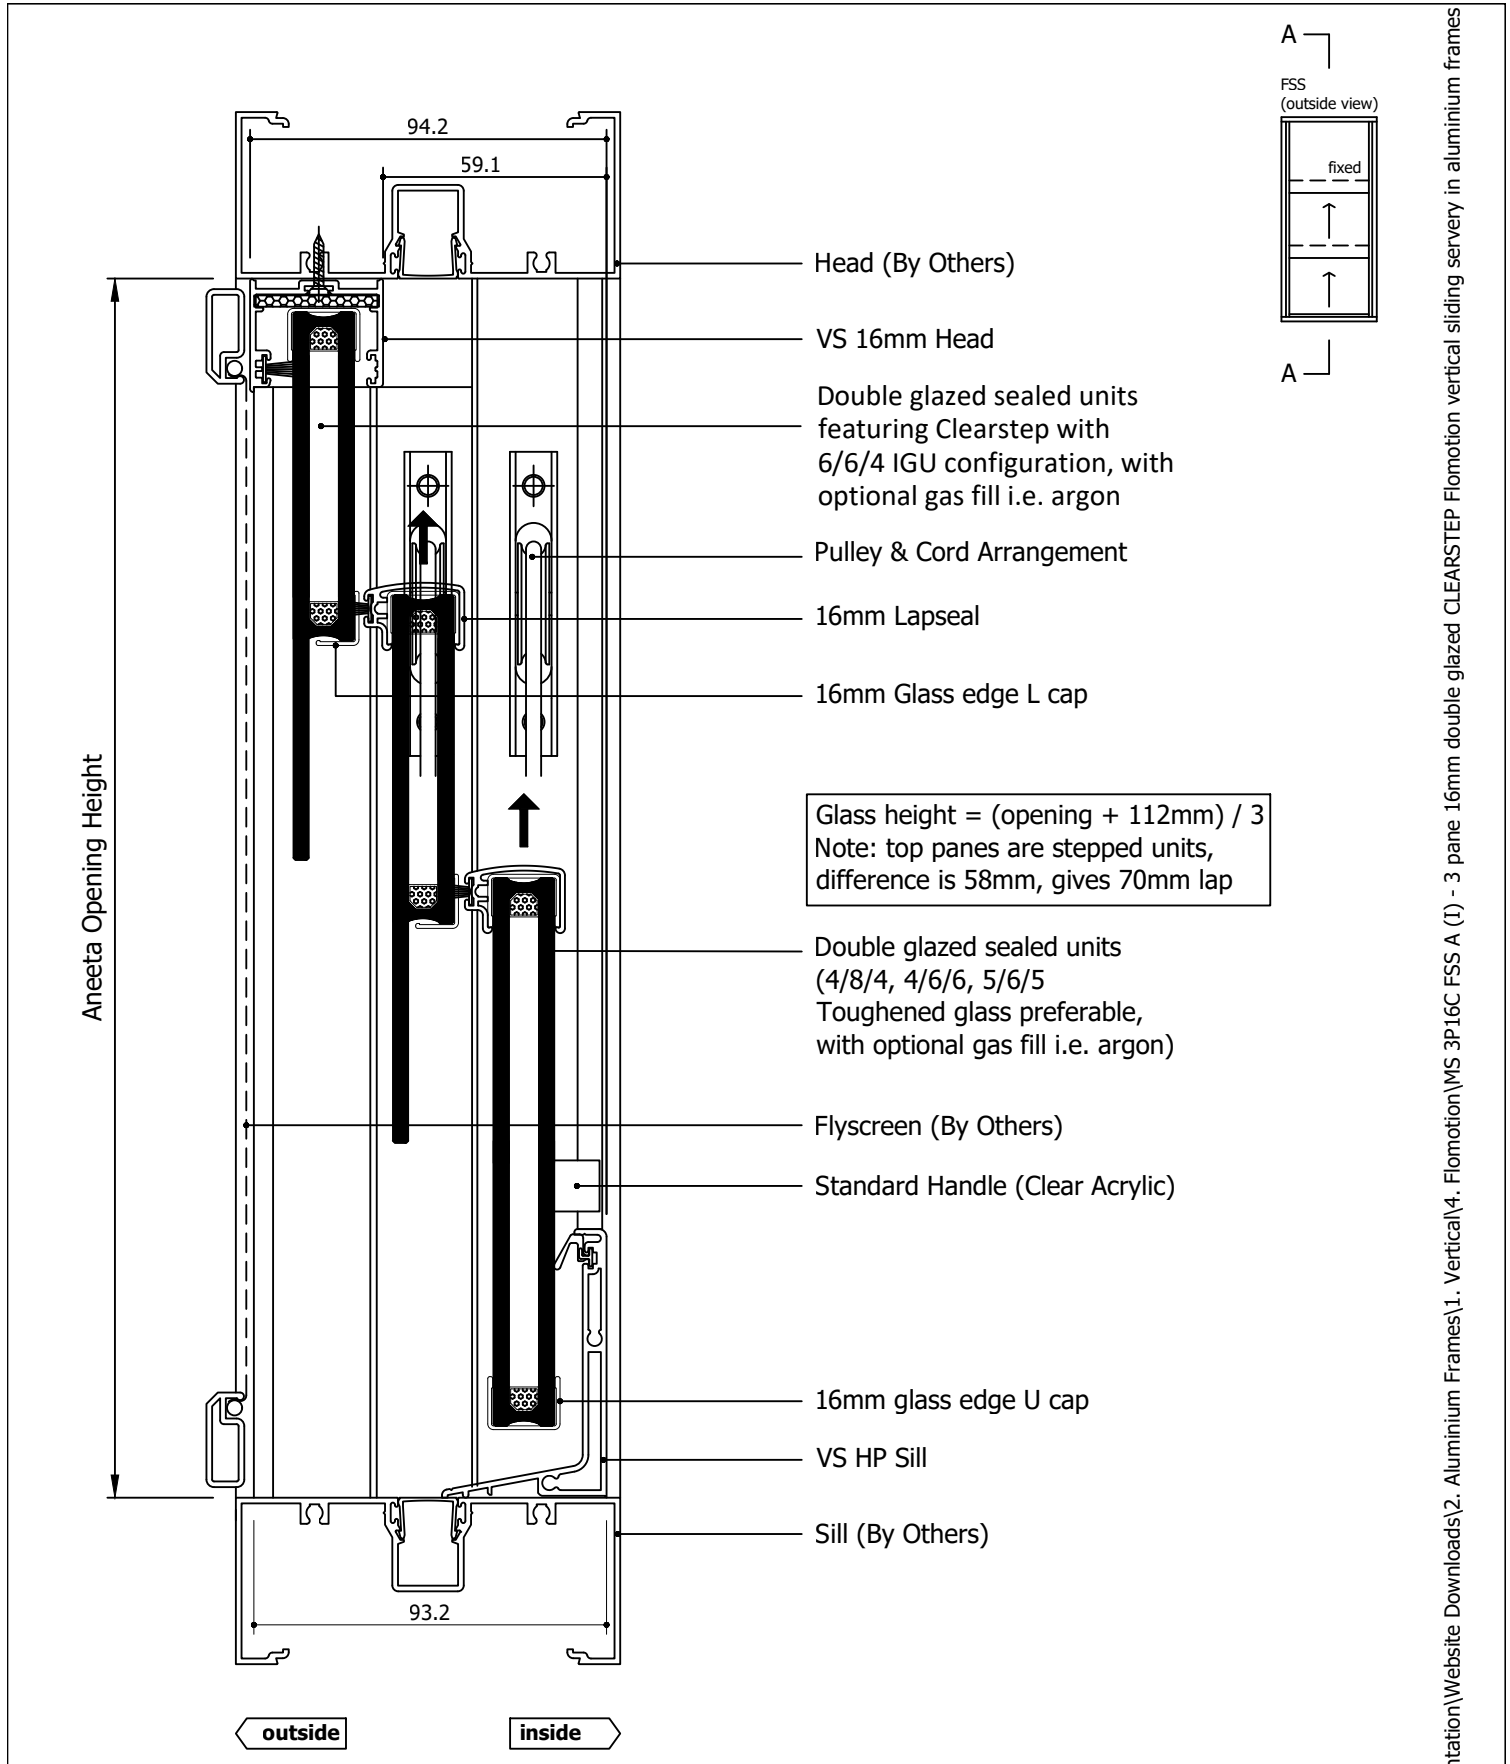 A
FSS
(outside view)
fixed
A
94.2
59.1
Head (By Others)
VS 16mm Head
Double glazed sealed units
featuring Clearstep with
6/6/4 IGU configuration, with
optional gas fill i.e. argon
Pulley & Cord Arrangement
16mm Lapseal
16mm Glass edge L cap
Aneeta Opening Height
Glass height = (opening + 112mm) / 3
Note: top panes are stepped units,
difference is 58mm, gives 70mm lap
Double glazed sealed units
(4/8/4, 4/6/6, 5/6/5
Toughened glass preferable,
with optional gas fill i.e. argon)
Flyscreen (By Others)
Standard Handle (Clear Acrylic)
16mm glass edge U cap
VS HP Sill
Sill (By Others)
93.2
outside
inside
ntation\Website Downloads\2. Aluminium Frames\1. Vertical\4. Flomotion\MS 3P16C FSS A (I) - 3 pane 16mm double glazed CLEARSTEP Flomotion vertical sliding servery in aluminium frames